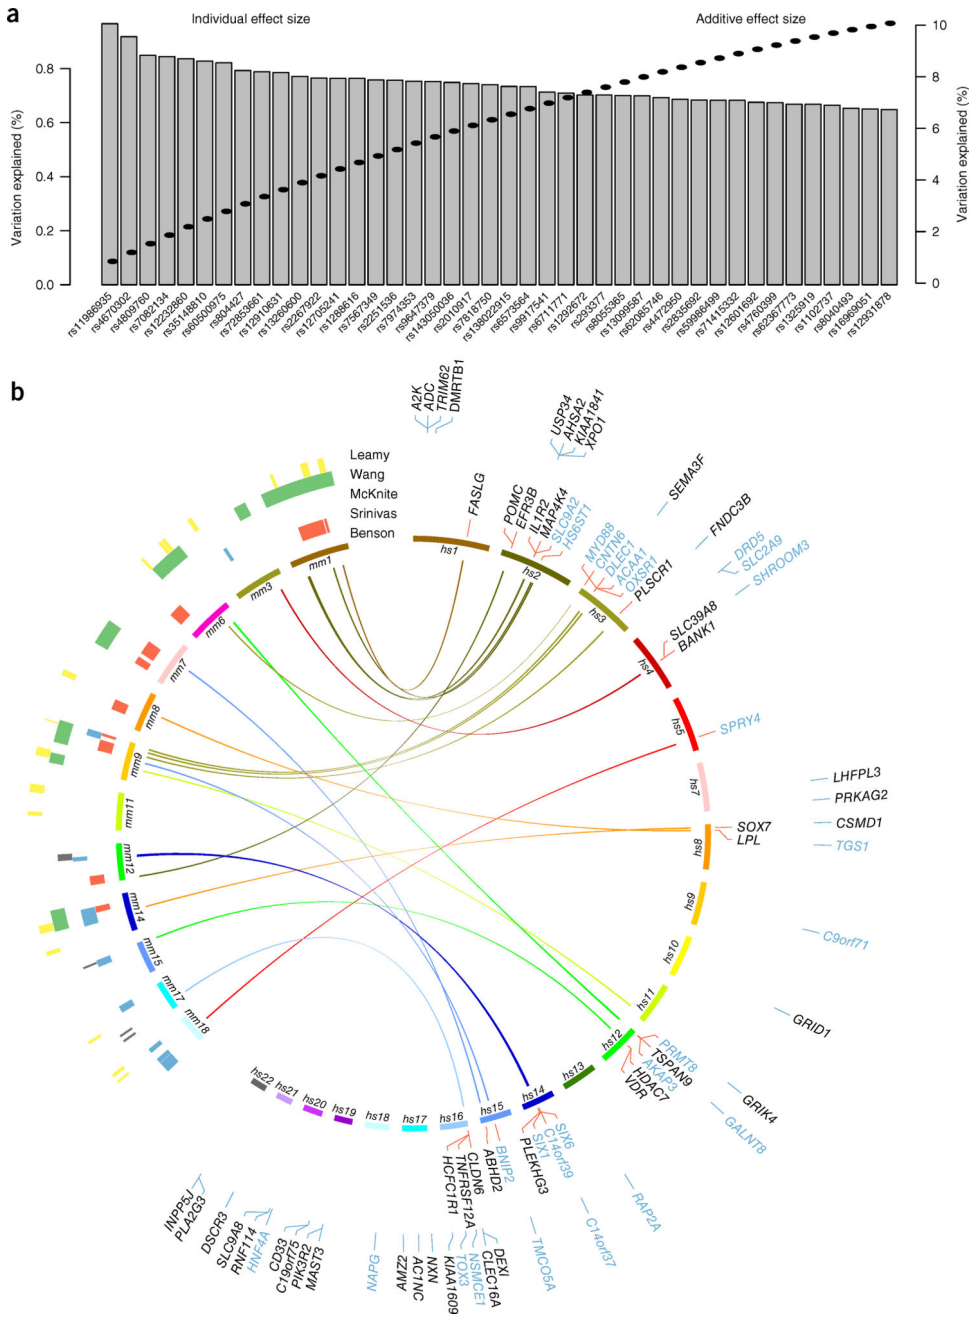 a
Individual effect size
Additive effect size
Variation explained (%)
0.8
0.6
0.4
0.2
0.0
10
8
6
4
2
0
Variation explained (%)
rs11986935
rs4670302
rs4809760
rs7082134
rs12232860
rs35148810
rs60500975
rs804427
rs72853661
rs12910631
rs13260600
rs2267922
rs12705241
rs1288616
rs7567349
rs2251536
rs7974353
rs9647379
rs143050036
rs2010917
rs7818750
rs138022915
rs6573564
rs9917541
rs6711771
rs1292672
rs293377
rs8055365
rs13099587
rs62085746
rs4472950
rs2835692
rs59986499
rs71415332
rs12601692
rs4760399
rs62367773
rs1325919
rs1102737
rs8040493
rs16969051
rs12931878
b
Leamy
Wang
McKnite
Srinivas
Benson
A2K
ADC
TRIM62
DMRTB1
FASLG
USP34
AHSA2
KIAA1841
XPO1
POMC
EFR3B
IL1R2
MAP4K4
SLC9A2
HS6ST1
SEMA3F
FNDC3B
MYD88
CNTN6
DLEC1
ACAA1
OXSR1
PLSCR1
DRD5
SLC2A9
SHROOM3
SLC39A8
BANK1
SPRY4
LHFPL3
PRKAG2
CSMD1
TGS1
SOX7
LPL
C9orf71
GRID1
GRIK4
GALNT8
PRMT8
TSPAN9
AKAP3
HDAC7
VDR
RAP2A
C14orf37
SIX6
C14orf39
SIX1
PLEKHG3
TMCO5A
BNIP2
ABHD2
CLDN6
TNFRSF12A
HCFC1R1
DEXI
CLEC16A
NSMCE1
TOX3
KIAA1609
NXN
AC1NC
AMZ2
NAPG
MAST3
PIK3R2
C19orf75
CD33
HNF4A
RNF114
SLC9A8
DSCR3
PLA2G3
INPP5J
hs1
hs2
hs3
hs4
hs5
hs7
hs8
hs9
hs10
hs11
hs12
hs13
hs14
hs15
hs16
hs17
hs18
hs19
hs20
hs21
hs22
mm18
mm17
mm15
mm14
mm12
mm11
mm9
mm8
mm7
mm6
mm3
mm1